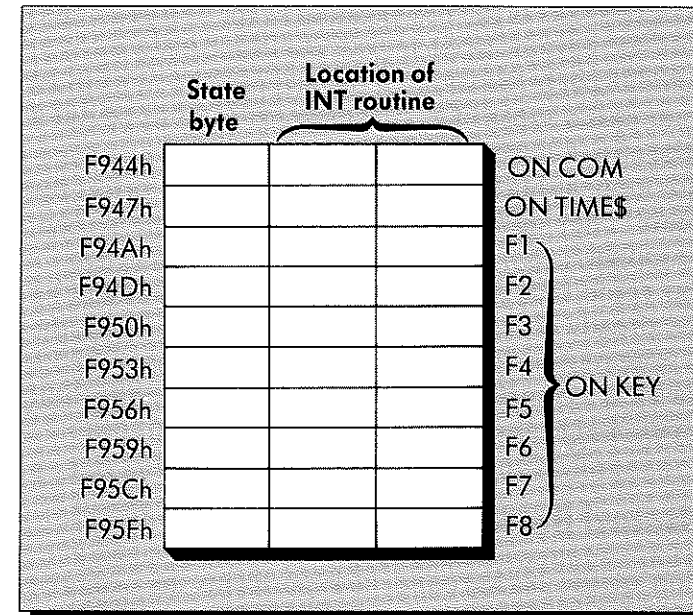 State byte
Location of INT routine
F944h ON COM
F947h ON TIME$
F94Ah F1
F94Dh F2
F950h F3
F953h F4
F956h F5
F959h F6
F95Ch F7
F95Fh F8
ON KEY